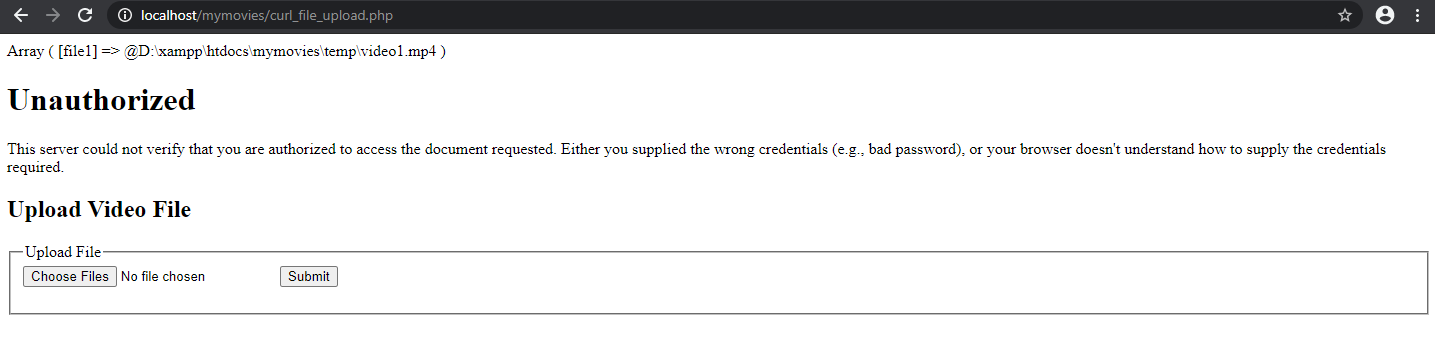 localhost/mymovies/curl_file_upload.php
Array ( [file1] => @D:\xampp\htdocs\mymovies\temp\video1.mp4 )
Unauthorized
This server could not verify that you are authorized to access the document requested. Either you supplied the wrong credentials (e.g., bad password), or your browser doesn't understand how to supply the credentials
required.
Upload Video File
Upload File
Choose Files No file chosen Submit